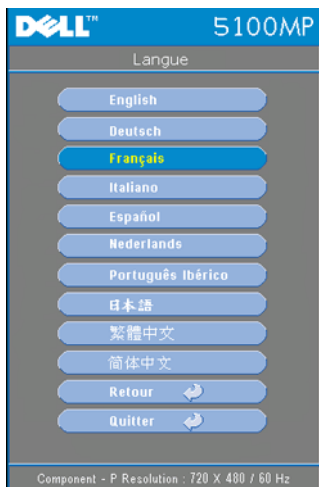 DELL™ 5100MP
Langue
English
Deutsch
Français
Italiano
Español
Nederlands
Português Ibérico
日本語
繁體中文
简体中文
Retour
Quitter
Component - P Resolution : 720 X 480 / 60 Hz